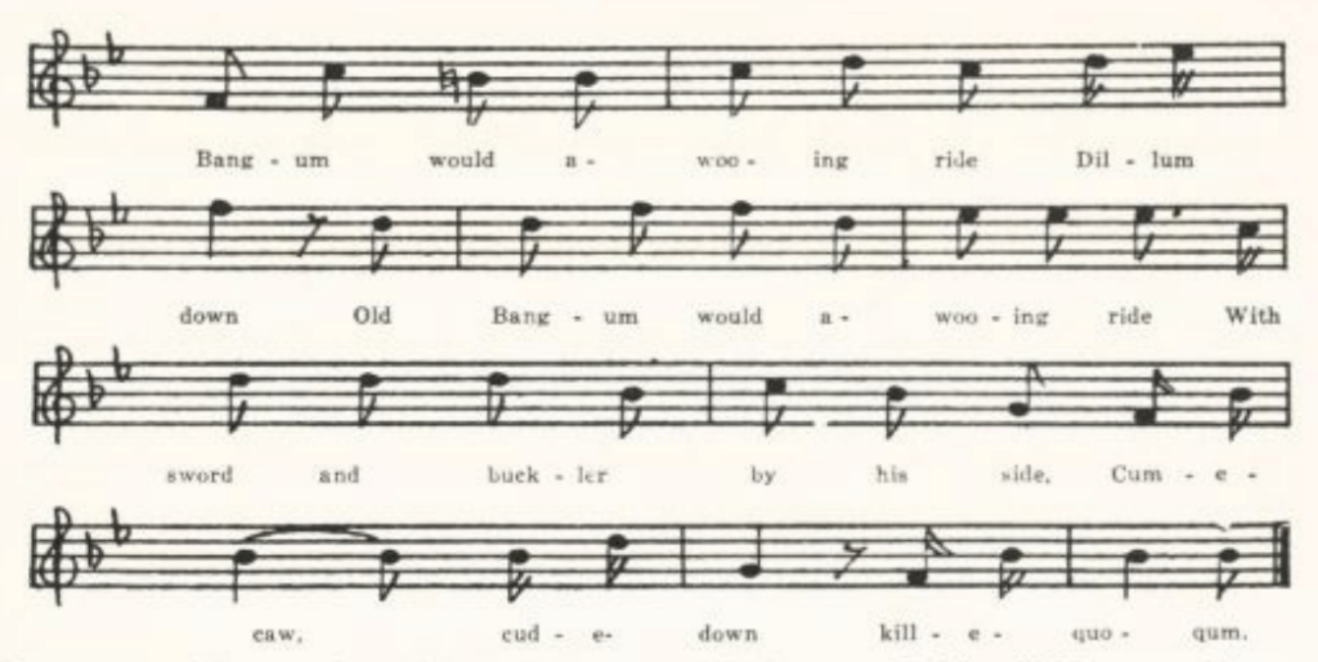 Bang - um would a - woo - ing ride Dil - lum
down Old Bang - um would a - woo - ing ride With
sword and buck - ler by his side, Cum - e -
caw, cud - e- down kill - e - quo - qum.